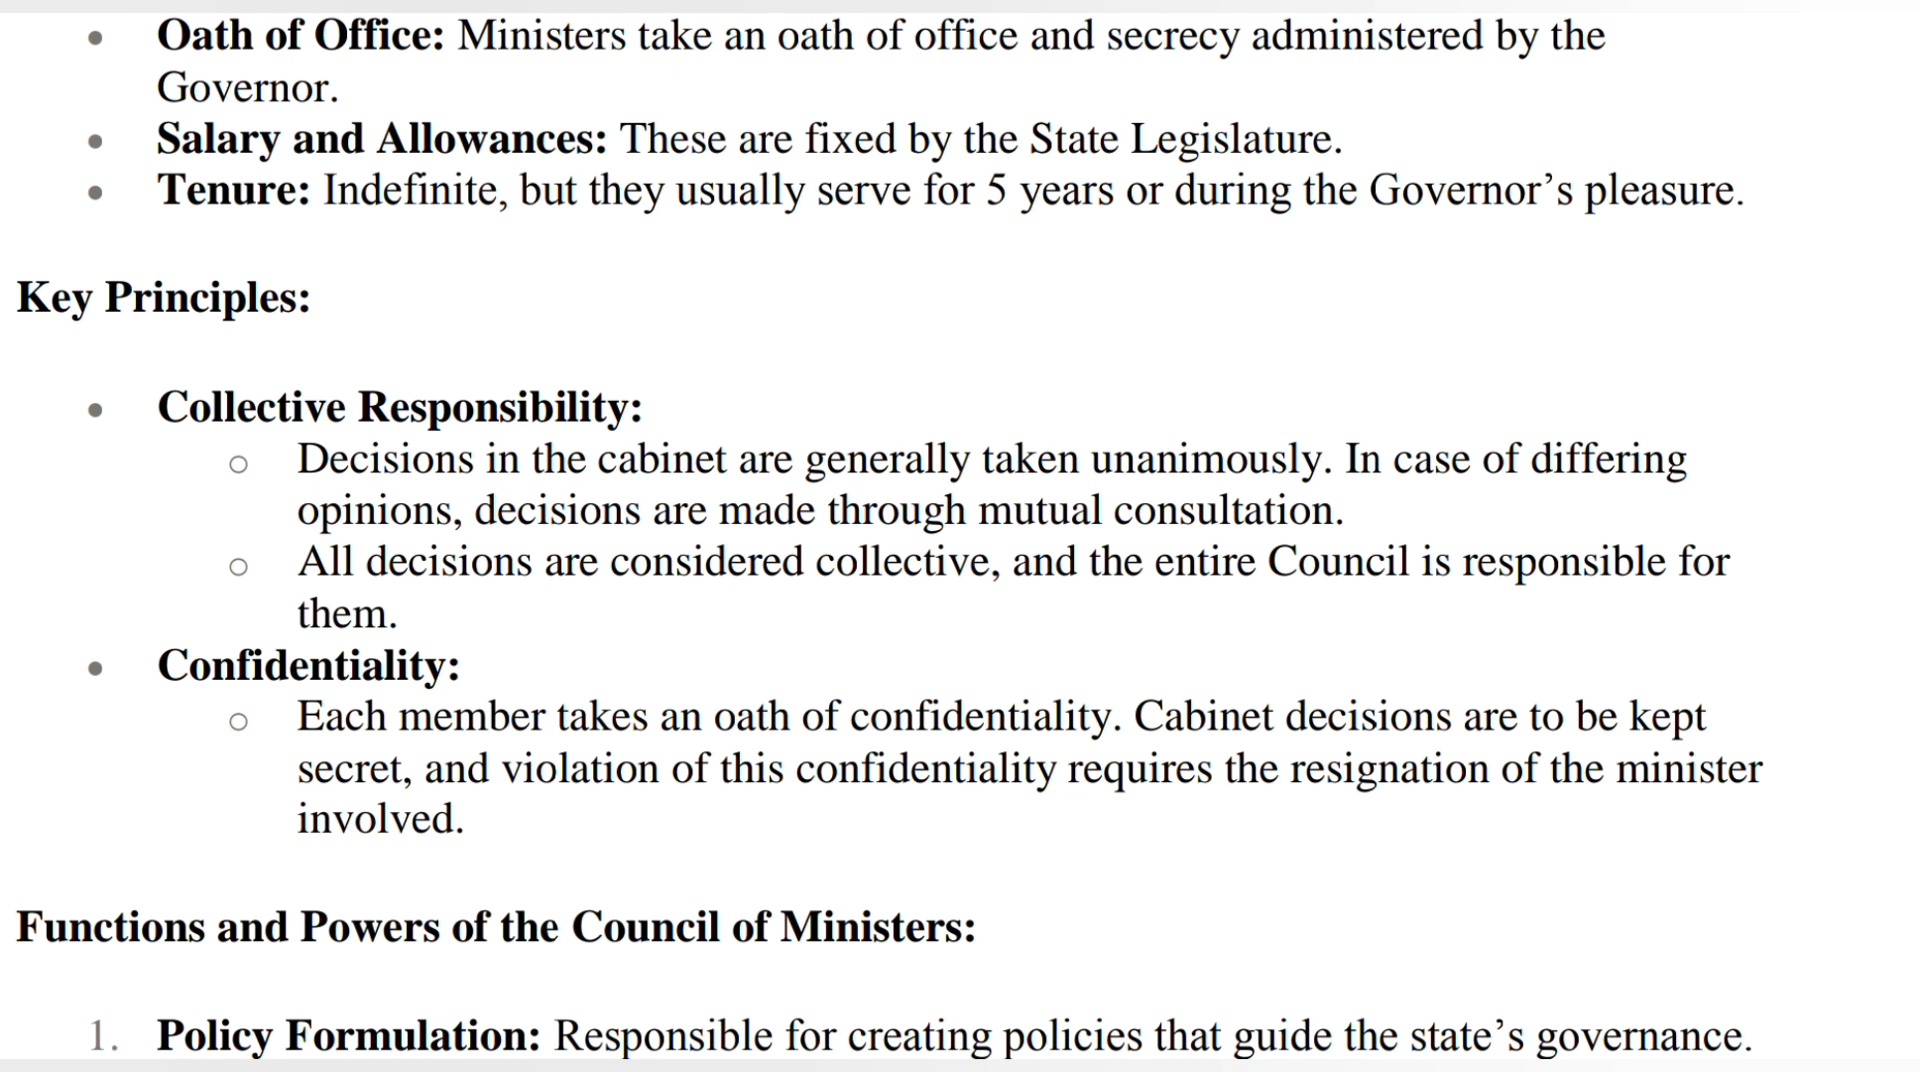 • Oath of Office: Ministers take an oath of office and secrecy administered by the
Governor.
• Salary and Allowances: These are fixed by the State Legislature.
• Tenure: Indefinite, but they usually serve for 5 years or during the Governor’s pleasure.
Key Principles:
• Collective Responsibility:
○ Decisions in the cabinet are generally taken unanimously. In case of differing
opinions, decisions are made through mutual consultation.
○ All decisions are considered collective, and the entire Council is responsible for
them.
• Confidentiality:
○ Each member takes an oath of confidentiality. Cabinet decisions are to be kept
secret, and violation of this confidentiality requires the resignation of the minister
involved.
Functions and Powers of the Council of Ministers:
1. Policy Formulation: Responsible for creating policies that guide the state’s governance.